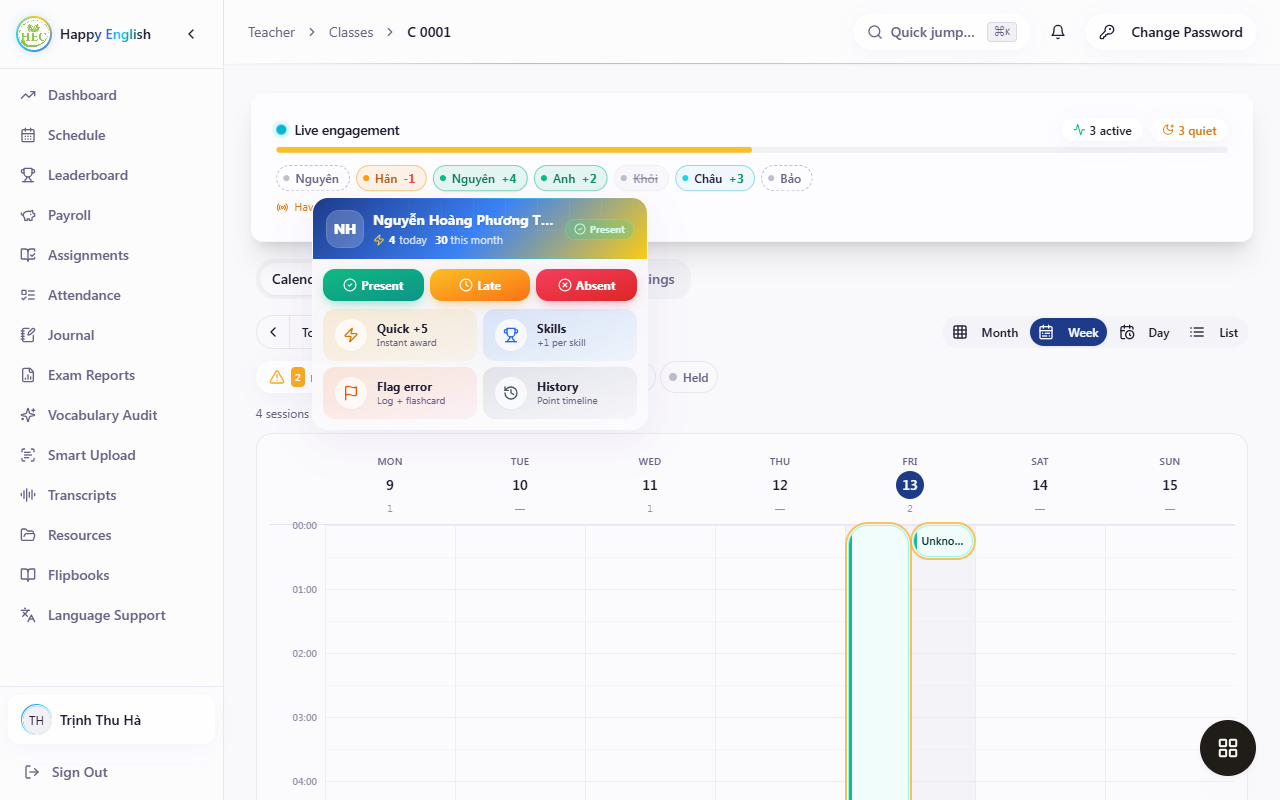 HEC
Happy English
Teacher
Classes
C 0001
Quick jump...
⌘K
Change Password
Dashboard
Schedule
Leaderboard
Payroll
Assignments
Attendance
Journal
Exam Reports
Vocabulary Audit
Smart Upload
Transcripts
Resources
Flipbooks
Language Support
TH
Trịnh Thu Hà
Sign Out
Live engagement
3 active
3 quiet
Nguyên
Hân -1
Nguyên +4
Anh +2
Khôi
Châu +3
Bảo
NH
Nguyễn Hoàng Phương T...
4 today 30 this month
Present
Present
Late
Absent
Quick +5
Instant award
Skills
+1 per skill
Flag error
Log + flashcard
History
Point timeline
Month
Week
Day
List
2
Held
4 sessions
MON
9
1
TUE
10
—
WED
11
1
THU
12
—
FRI
13
2
SAT
14
—
SUN
15
—
00:00
Unkno...
01:00
02:00
03:00
04:00